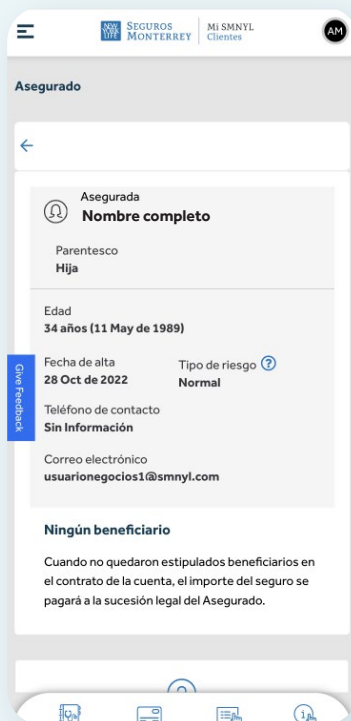 NEW
YORK
LIFE
SEGUROS
MONTERREY
Mi SMNYL
Clientes
AM
Asegurado
Asegurada
Nombre completo
Parentesco
Hija
Edad
34 años (11 May de 1989)
Fecha de alta
28 Oct de 2022
Tipo de riesgo ?
Normal
Give Feedback
Teléfono de contacto
Sin Información
Correo electrónico
usuarionegocios1@smnyl.com
Ningún beneficiario
Cuando no quedaron estipulados beneficiarios en
el contrato de la cuenta, el importe del seguro se
pagará a la sucesión legal del Asegurado.